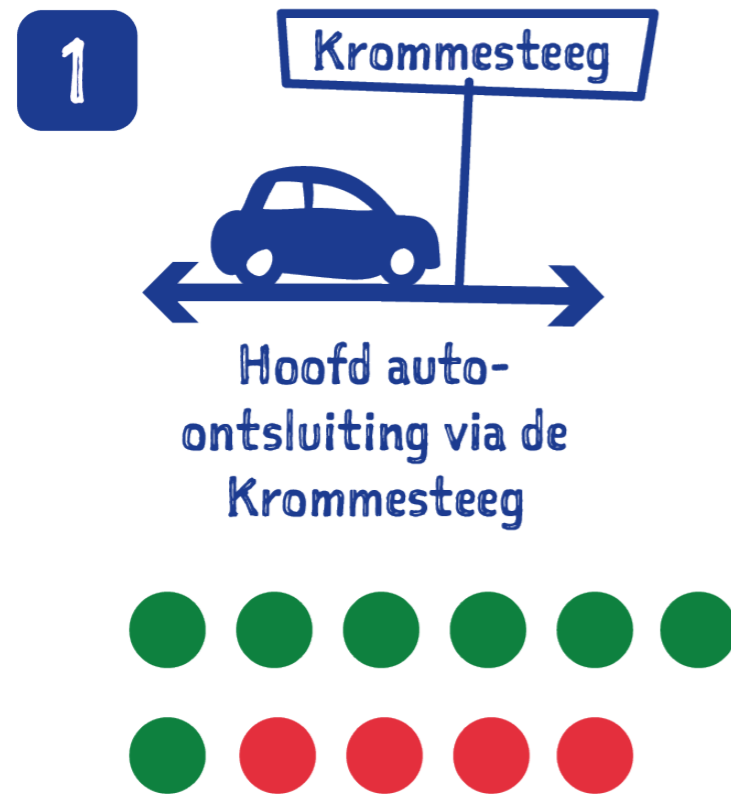 1
Krommesteeg
Hoofd auto-
ontsluiting via de
Krommesteeg